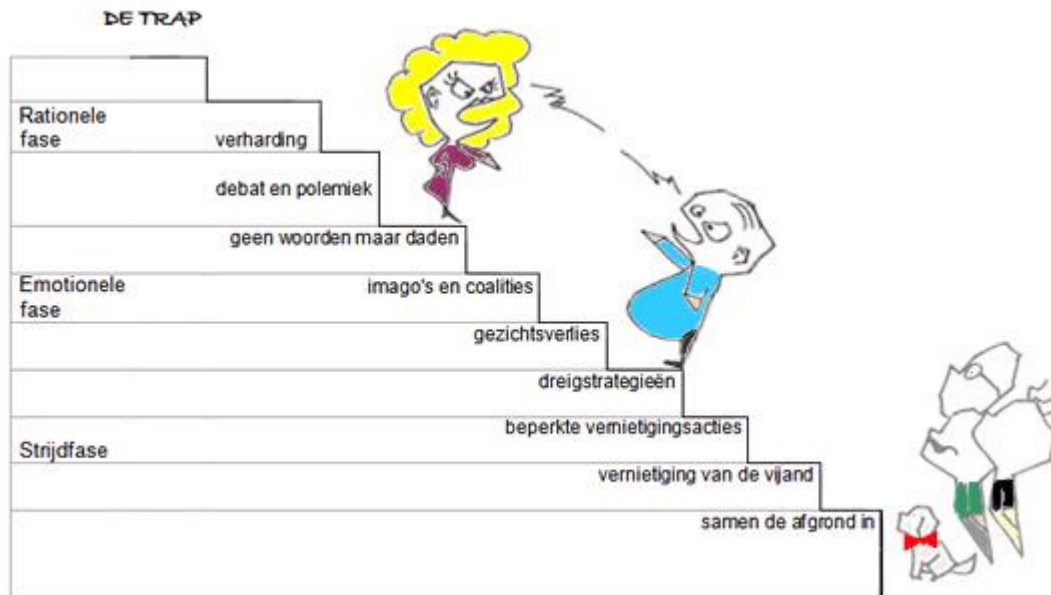 DE TRAP
Rationele
fase
verharding
debat en polemiek
geen woorden maar daden
Emotionele
fase
imago's en coalities
gezichtsverlies
dreigstrategieën
beperkte vernietigingsacties
Strijdfase
vernietiging van de vijand
samen de afgrond in